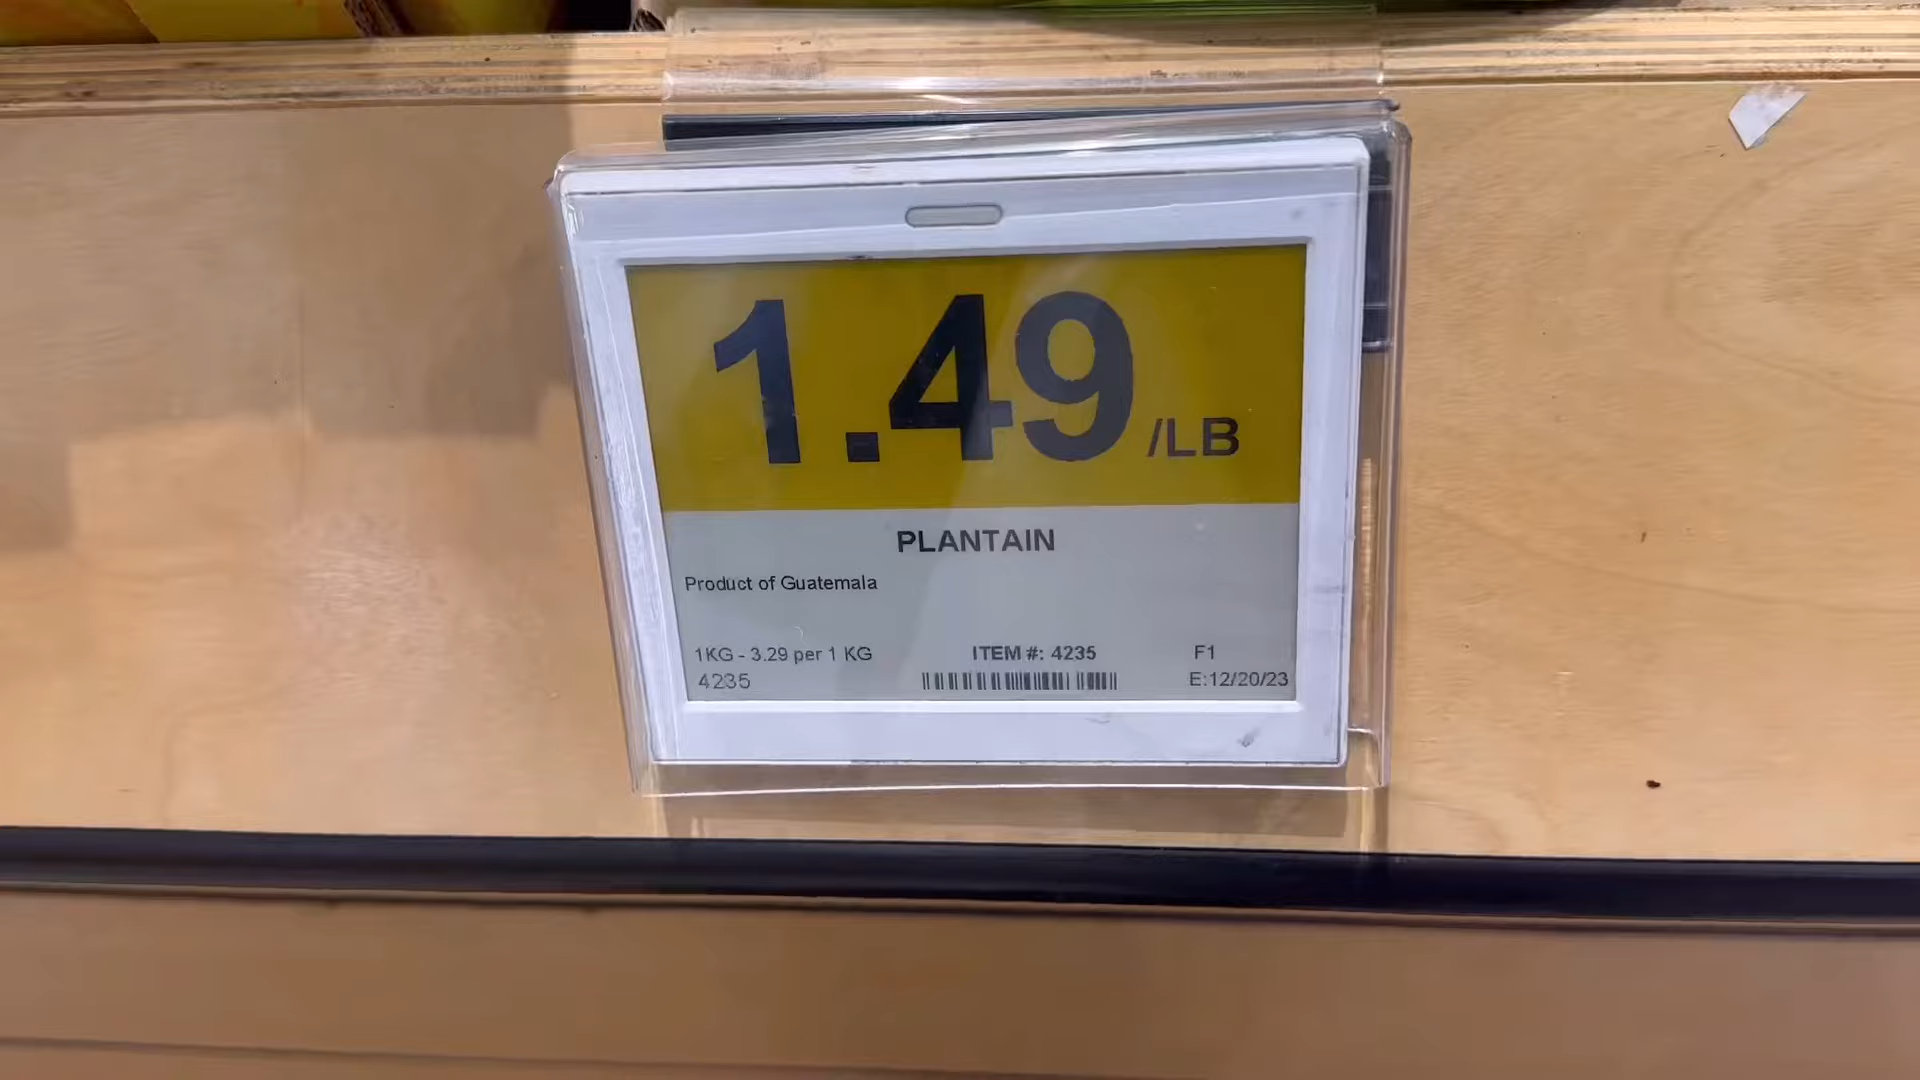 1.49 /LB
PLANTAIN
Product of Guatemala
1KG - 3.29 per 1 KG ITEM #: 4235 F1
4235 E:12/20/23